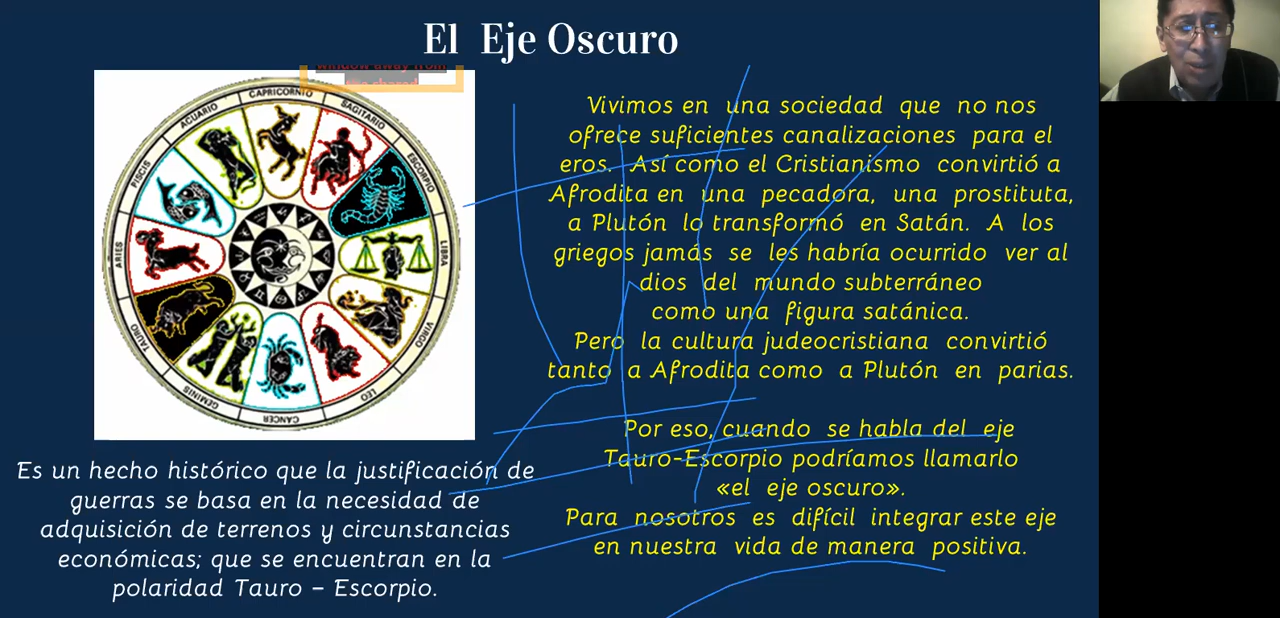 El Eje Oscuro
window away from
the shared
CAPRICORNIO
SAGITARIO
ESCORPIO
LIBRA
VIRGO
LEO
CANCER
GEMINIS
TAURO
ARIES
PISCIS
ACUARIO
Es un hecho histórico que la justificación de
guerras se basa en la necesidad de
adquisición de terrenos y circunstancias
económicas; que se encuentran en la
polaridad Tauro – Escorpio.
Vivimos en una sociedad que no nos
ofrece suficientes canalizaciones para el
eros. Así como el Cristianismo convirtió a
Afrodita en una pecadora, una prostituta,
a Plutón lo transformó en Satán. A los
griegos jamás se les habría ocurrido ver al
dios del mundo subterráneo
como una figura satánica.
Pero la cultura judeocristiana convirtió
tanto a Afrodita como a Plutón en parias.
Por eso, cuando se habla del eje
Tauro-Escorpio podríamos llamarlo
«el eje oscuro».
Para nosotros es difícil integrar este eje
en nuestra vida de manera positiva.